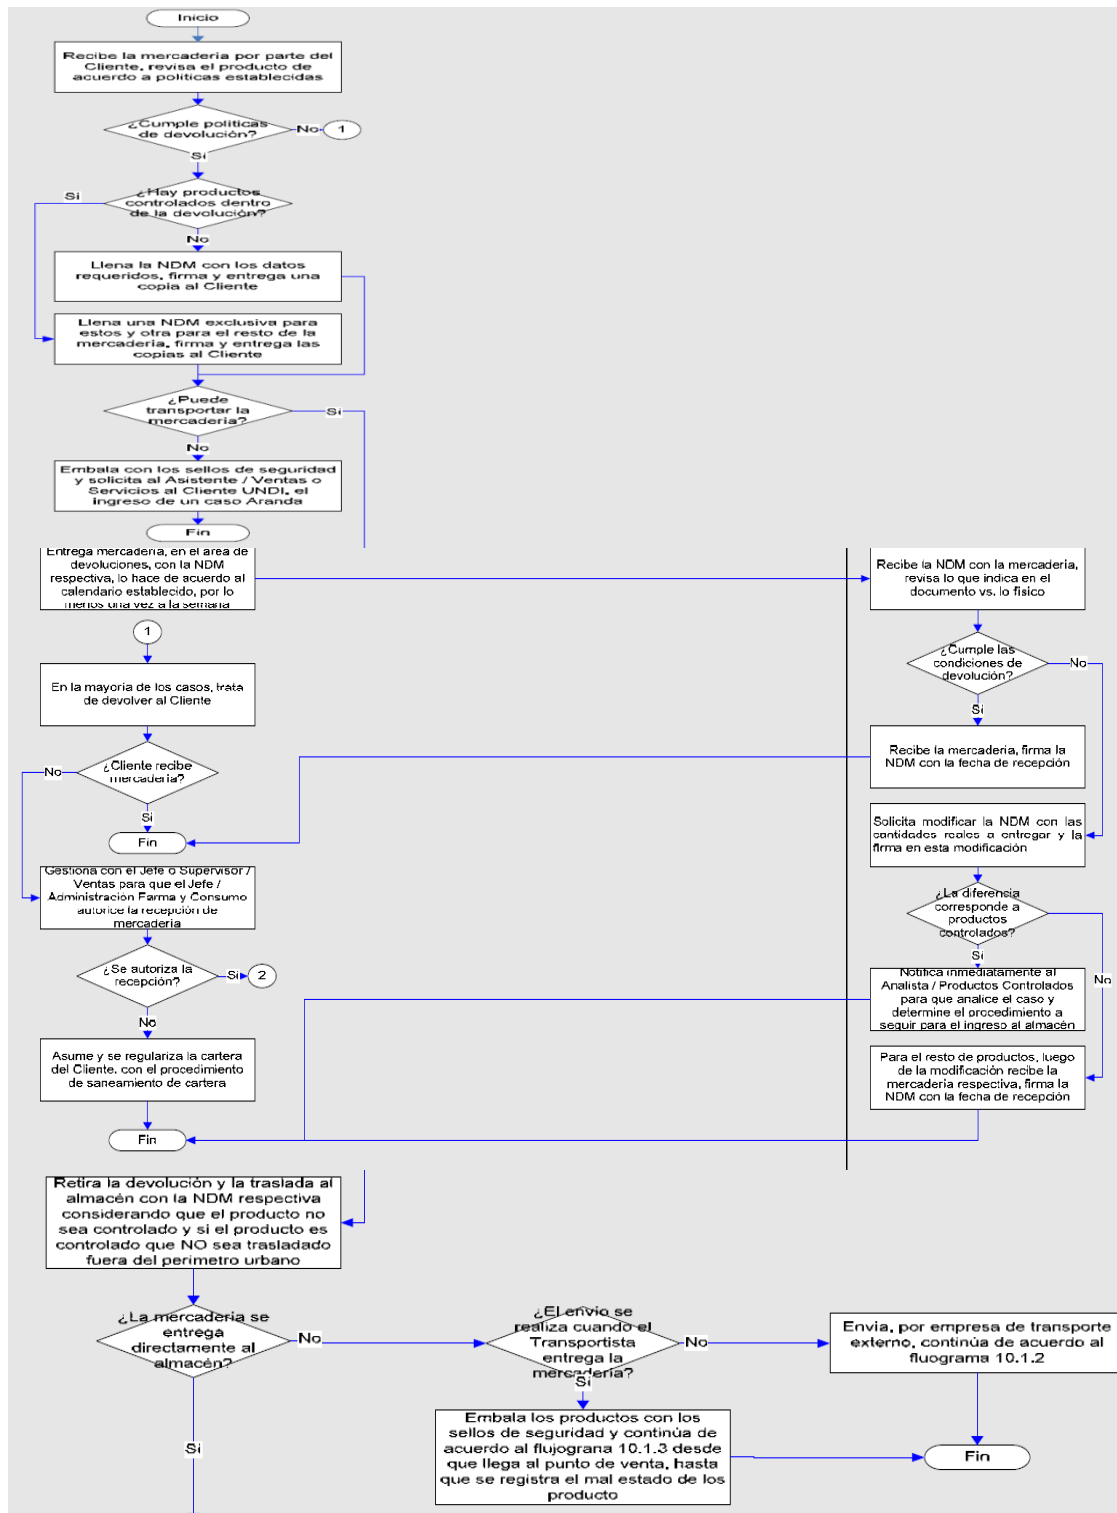 Inicio
Recibe la mercadería por parte del
Cliente, revisa el producto de
acuerdo a políticas establecidas
¿Cumple políticas
de devolución?
No
1
Si
¿Hay productos
controlados dentro
de la devolución?
Si
No
Llena la NDM con los datos
requeridos, firma y entrega una
copia al Cliente
Llena una NDM exclusiva para
estos y otra para el resto de la
mercadería, firma y entrega las
copias al Cliente
¿Puede
transportar la
mercadería?
Si
No
Embala con los sellos de seguridad
y solicita al Asistente / Ventas o
Servicios al Cliente UNDI, el
ingreso de un caso Aranda
Fin
Entrega mercadería, en el área de
devoluciones, con la NDM
respectiva, lo hace de acuerdo al
calendario establecido, por lo
menos una vez a la semana
Recibe la NDM con la mercadería,
revisa lo que indica en el
documento vs. lo físico
1
¿Cumple las
condiciones de
devolución?
No
Si
En la mayoría de los casos, trata
de devolver al Cliente
Recibe la mercadería, firma la
NDM con la fecha de recepción
¿Cliente recibe
mercadería?
No
Si
Fin
Solicita modificar la NDM con las
cantidades reales a entregar y la
firma en esta modificación
Gestiona con el Jefe o Supervisor /
Ventas para que el Jefe /
Administración Farma y Consumo
autorice la recepción de
mercadería
¿La diferencia
corresponde a
productos
controlados?
Si
No
¿Se autoriza la
recepción?
Si
2
No
Notifica inmediatamente al
Analista / Productos Controlados
para que analice el caso y
determine el procedimiento a
seguir para el ingreso al almacén
Asume y se regulariza la cartera
del Cliente, con el procedimiento
de saneamiento de cartera
Para el resto de productos, luego
de la modificación recibe la
mercadería respectiva, firma la
NDM con la fecha de recepción
Fin
Retira la devolución y la traslada al
almacén con la NDM respectiva
considerando que el producto no
sea controlado y si el producto es
controlado que NO sea trasladado
fuera del perímetro urbano
¿La mercadería se
entrega
directamente al
almacén?
No
¿El envío se
realiza cuando el
Transportista
entrega la
mercadería?
No
Envía, por empresa de transporte
externo, continúa de acuerdo al
fluograma 10.1.2
Si
Si
Embala los productos con los
sellos de seguridad y continúa de
acuerdo al flujograna 10.1.3 desde
que llega al punto de venta, hasta
que se registra el mal estado de los
producto
Fin